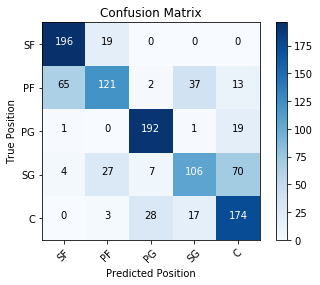 Confusion Matrix
SF 196 19 0 0 0
PF 65 121 2 37 13
PG 1 0 192 1 19
SG 4 27 7 106 70
C 0 3 28 17 174
SF PF PG SG C
True Position
Predicted Position
175
150
125
100
75
50
25
0